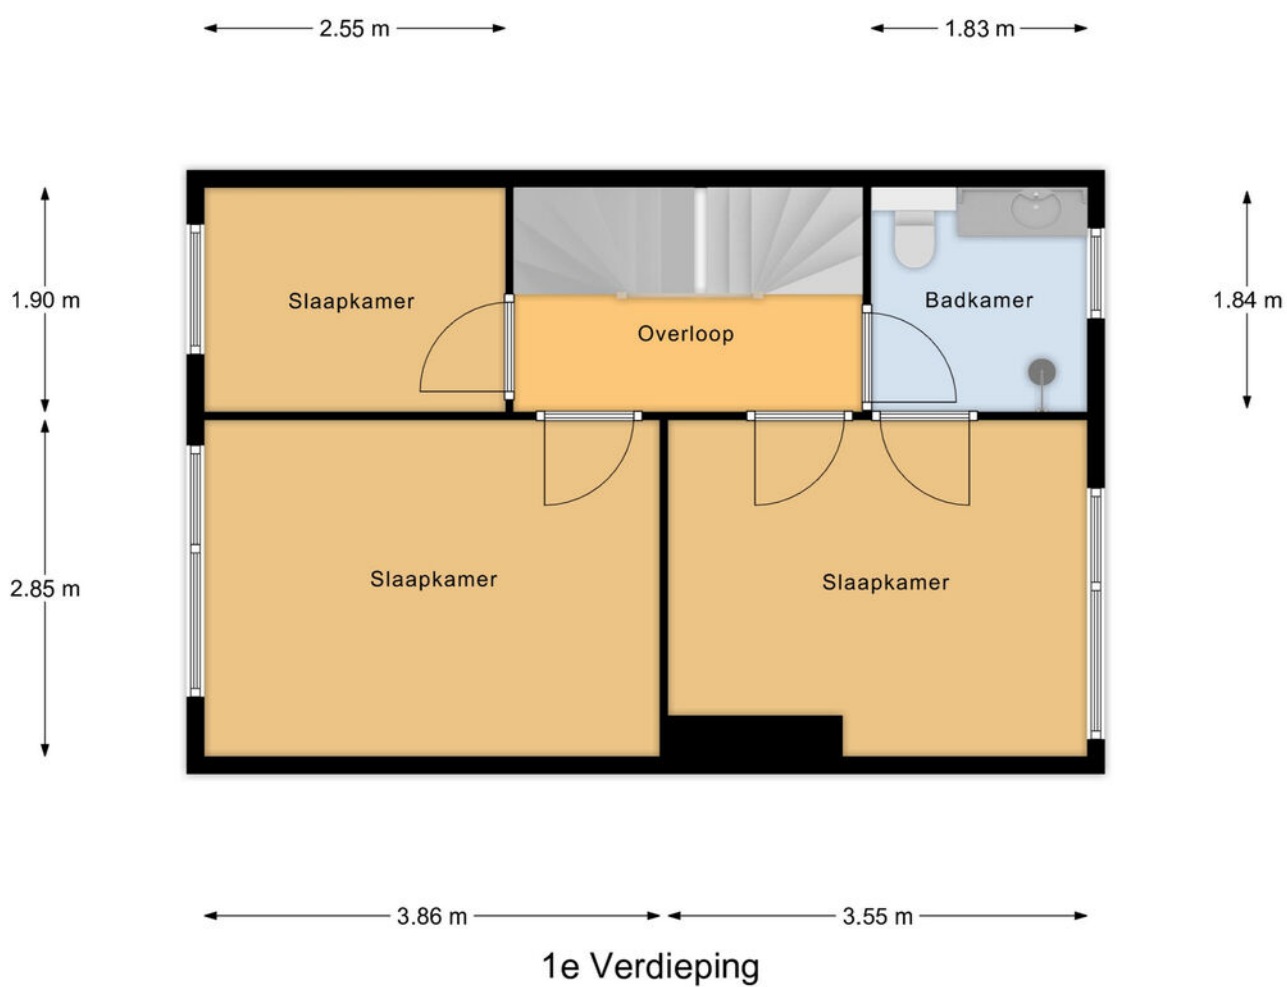 2.55 m
1.83 m
1.90 m
Slaapkamer
Overloop
Badkamer
1.84 m
2.85 m
Slaapkamer
Slaapkamer
3.86 m
3.55 m
1e Verdieping